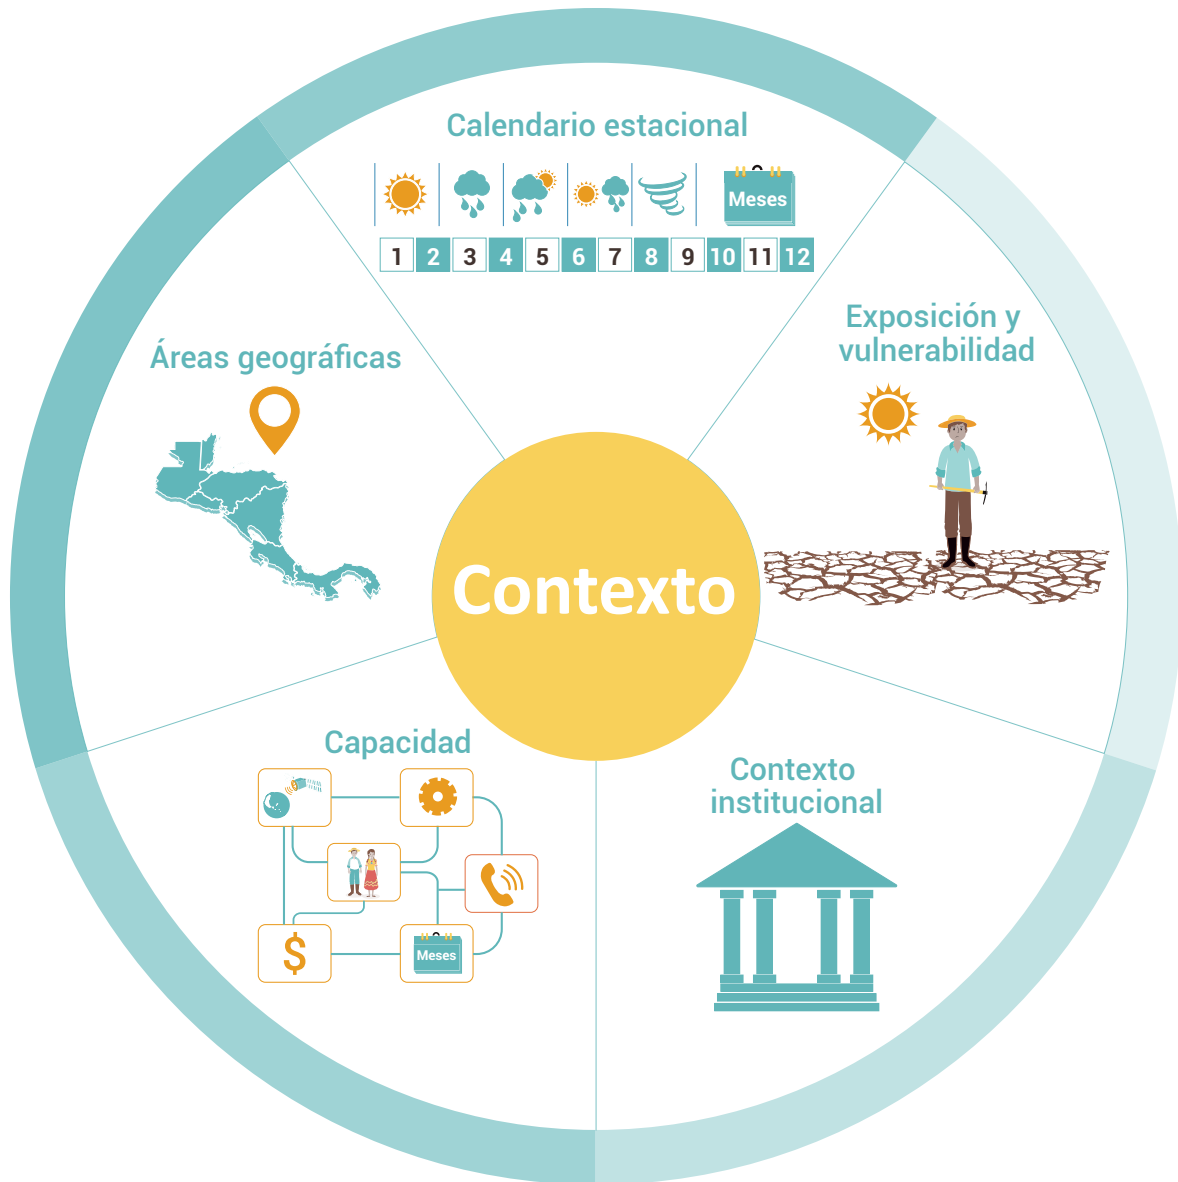 Calendario estacional
Meses
1 2 3 4 5 6 7 8 9 10 11 12
Exposición y
vulnerabilidad
Áreas geográficas
Contexto
Capacidad
Meses
Contexto
institucional
$